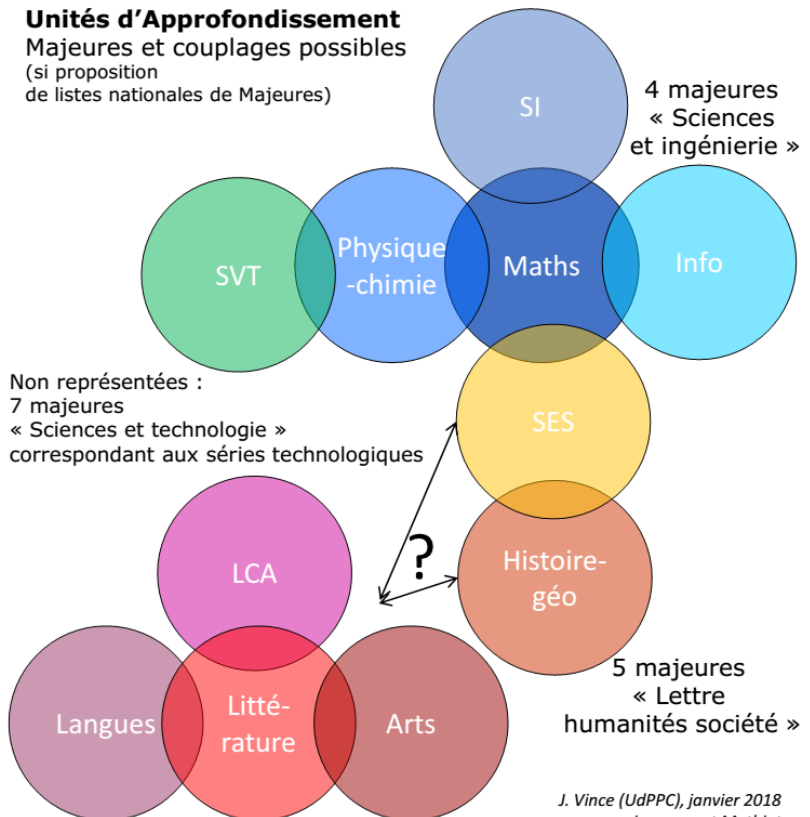 Unités d’Approfondissement
Majeures et couplages possibles
(si proposition
de listes nationales de Majeures)
SI
4 majeures
« Sciences
et ingénierie »
SVT
Physique
-chimie
Maths
Info
Non représentées :
7 majeures
« Sciences et technologie »
correspondant aux séries technologiques
SES
LCA
?
Histoire-
géo
5 majeures
« Lettre
humanités société »
Langues
Litté-
rature
Arts
J. Vince (UdPPC), janvier 2018